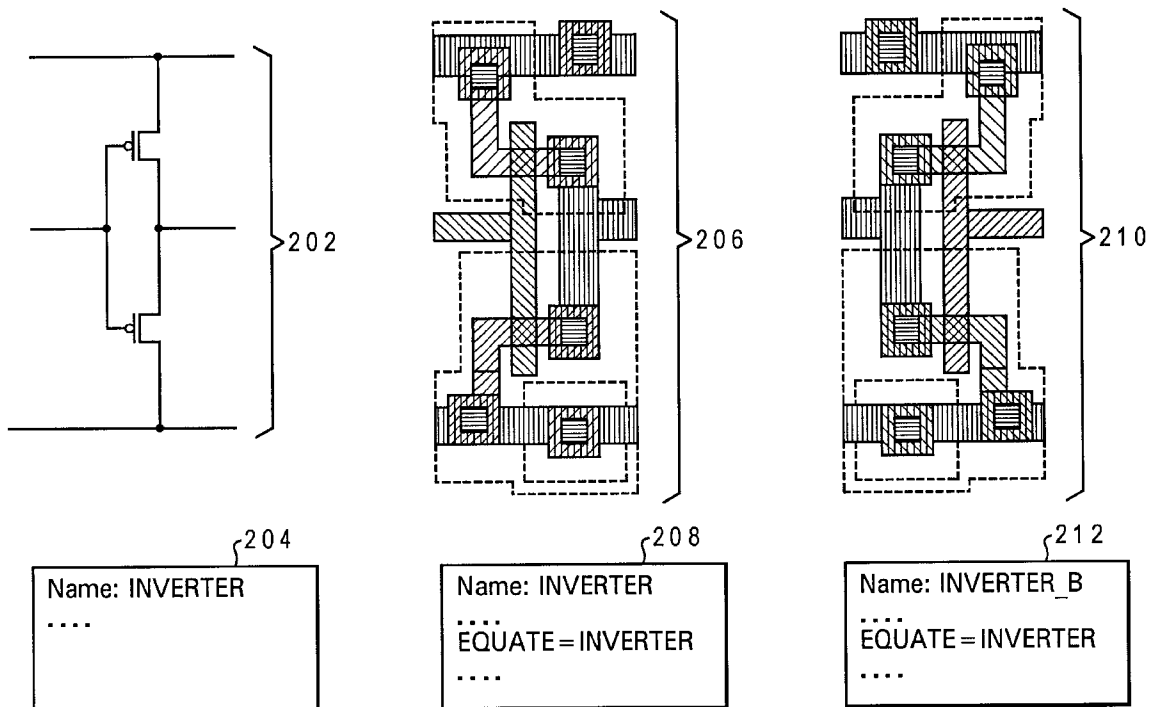 202
206
210
204
Name: INVERTER
....
208
Name: INVERTER
....
EQUATE=INVERTER
....
212
Name: INVERTER_B
....
EQUATE=INVERTER
....